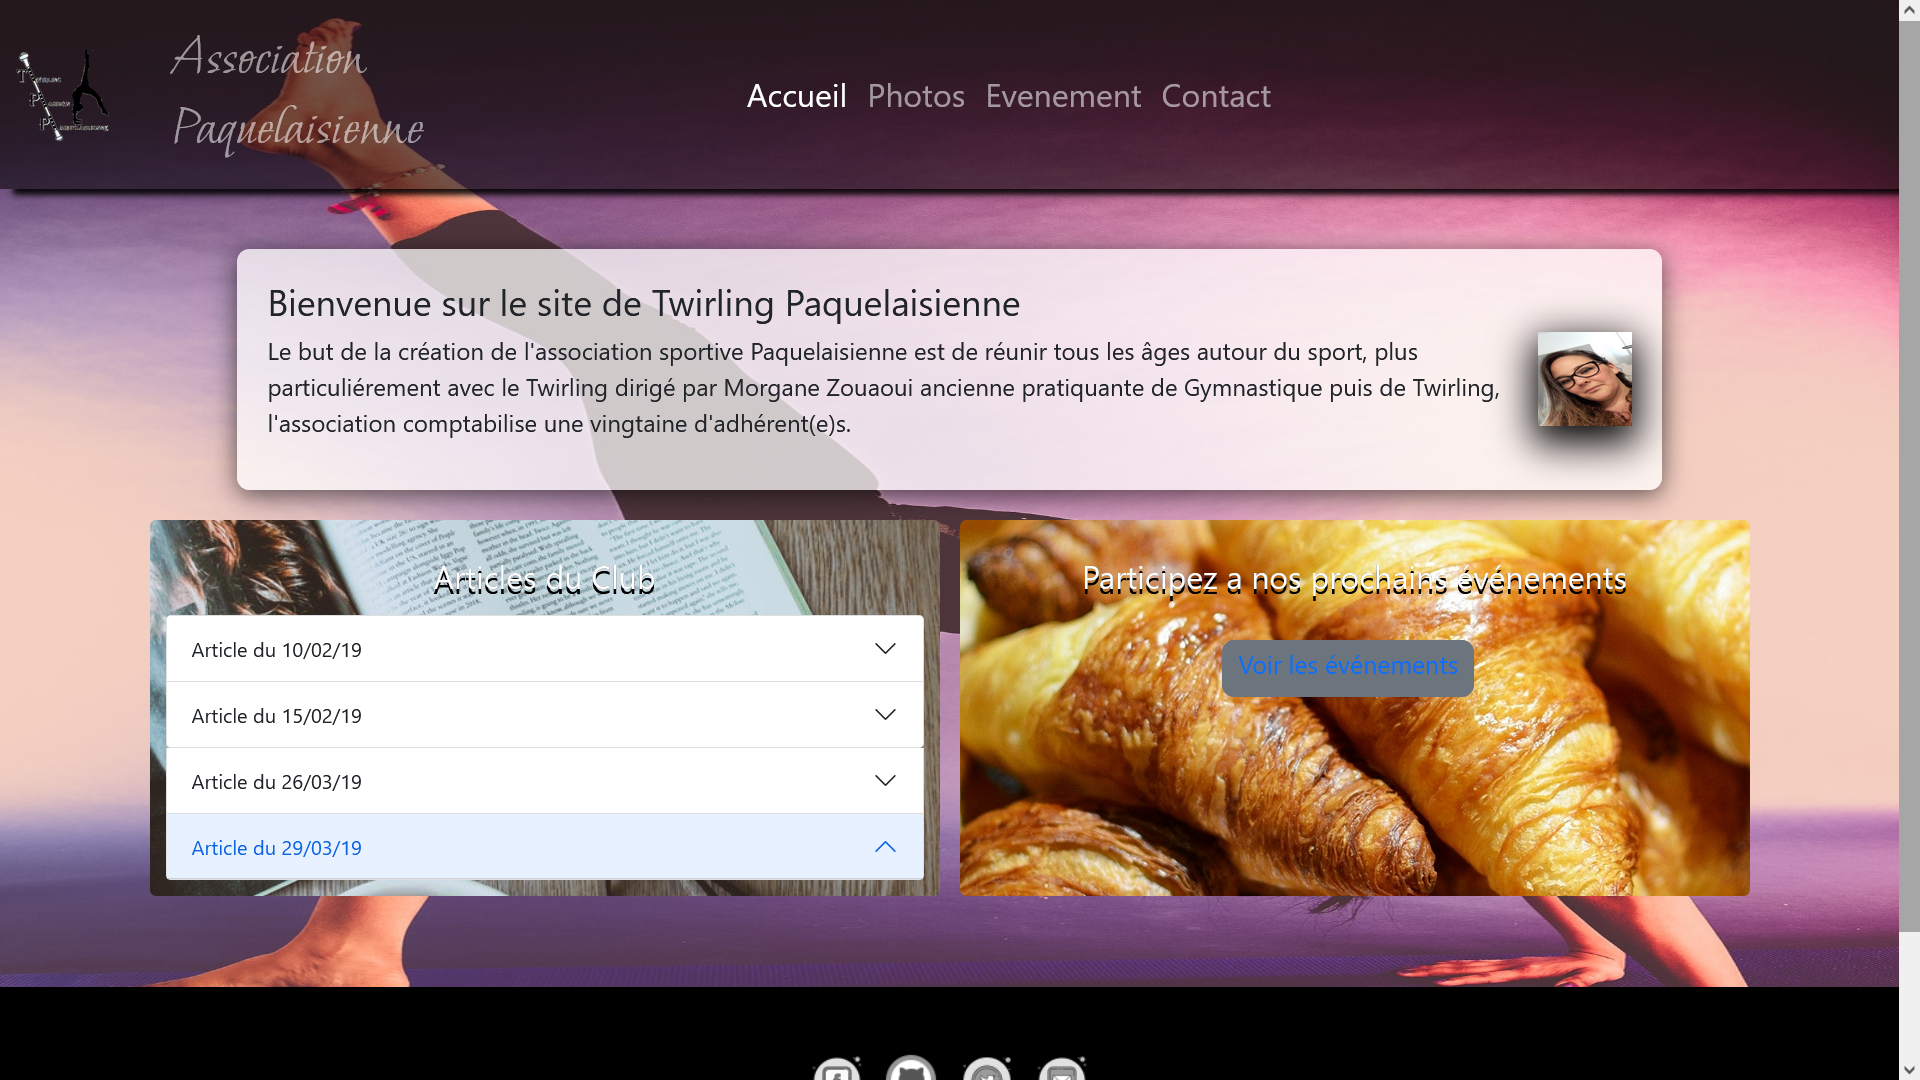 Association
Paquelaisienne
Accueil Photos Evenement Contact
Bienvenue sur le site de Twirling Paquelaisienne
Le but de la création de l'association sportive Paquelaisienne est de réunir tous les âges autour du sport, plus
particuliérement avec le Twirling dirigé par Morgane Zouaoui ancienne pratiquante de Gymnastique puis de Twirling,
l'association comptabilise une vingtaine d'adhérent(e)s.
Articles du Club
Article du 10/02/19
Article du 15/02/19
Article du 26/03/19
Article du 29/03/19
Participez a nos prochains événements
Voir les événements